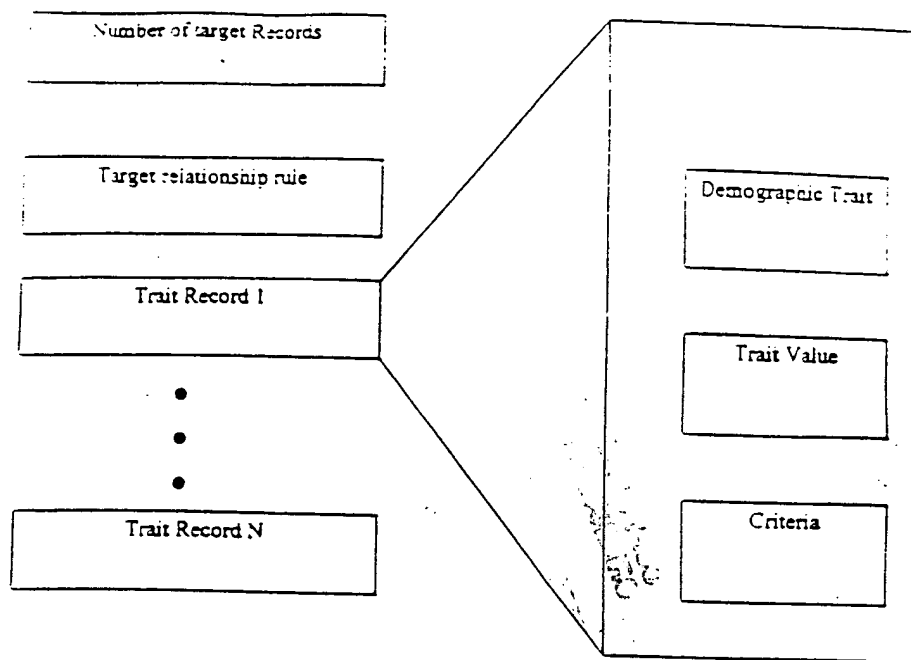 Number of target Records
Target relationship rule
Trait Record 1
Trait Record N
Demographic Trait
Trait Value
Criteria